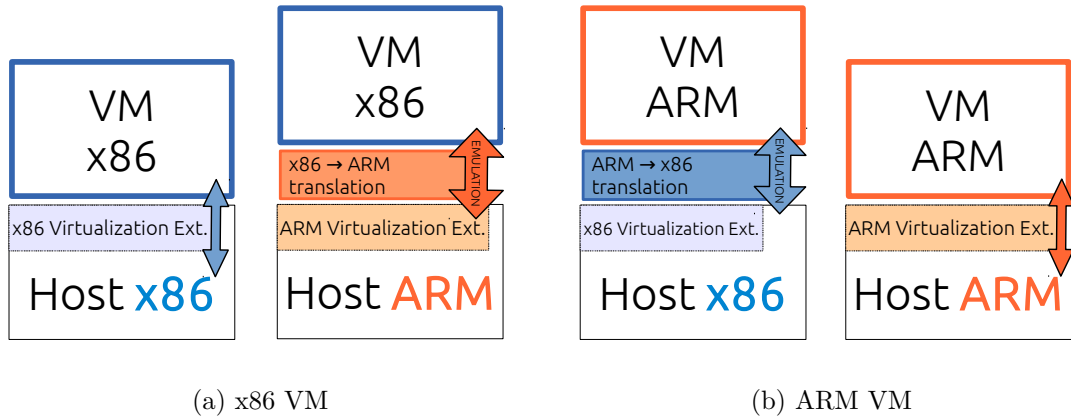 VM
x86
x86 Virtualization Ext.
Host x86
VM
x86
x86 → ARM
translation
EMULATION
ARM Virtualization Ext.
Host ARM
(a) x86 VM
VM
ARM
ARM → x86
translation
EMULATION
x86 Virtualization Ext.
Host x86
VM
ARM
ARM Virtualization Ext.
Host ARM
(b) ARM VM